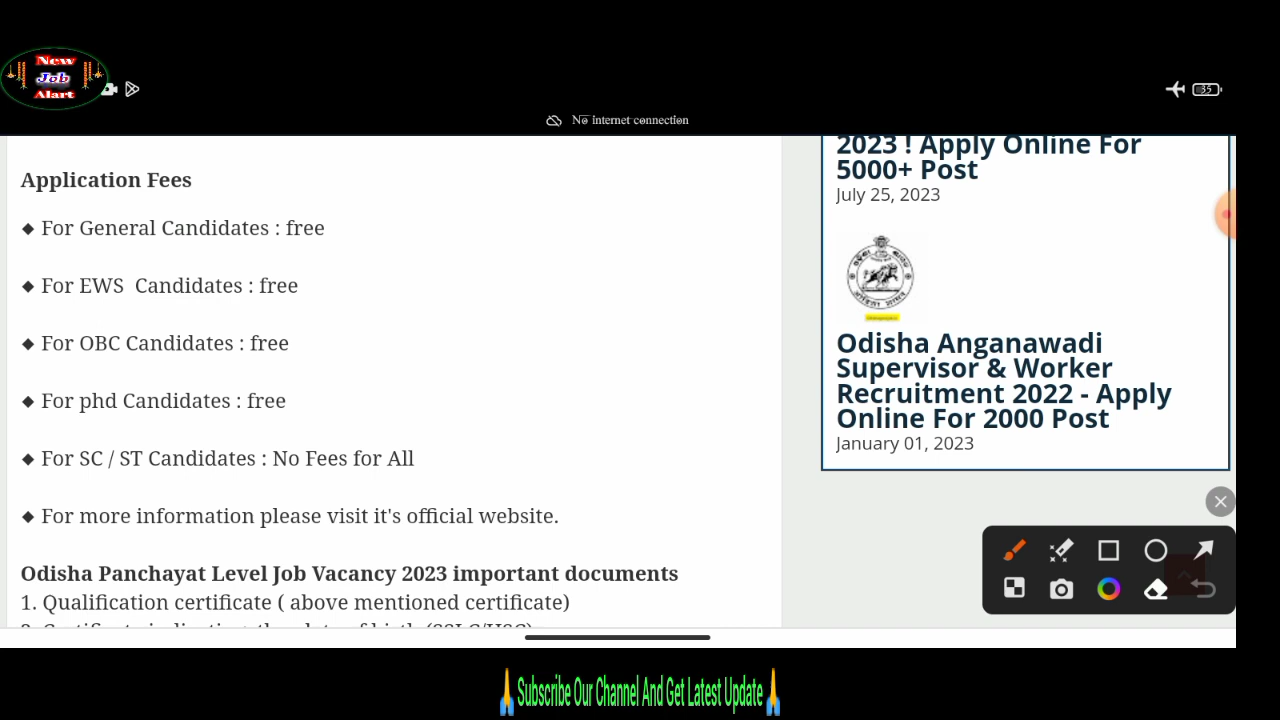 New
Job
Alart
35
No internet connection
Application Fees
◆ For General Candidates : free
◆ For EWS  Candidates : free
◆ For OBC Candidates : free
◆ For phd Candidates : free
◆ For SC / ST Candidates : No Fees for All
◆ For more information please visit it's official website.
Odisha Panchayat Level Job Vacancy 2023 important documents
1. Qualification certificate ( above mentioned certificate)
2023 ! Apply Online For
5000+ Post
July 25, 2023
Odisha Anganawadi
Supervisor & Worker
Recruitment 2022 - Apply
Online For 2000 Post
January 01, 2023
🙏Subscribe Our Channel And Get Latest Update🙏